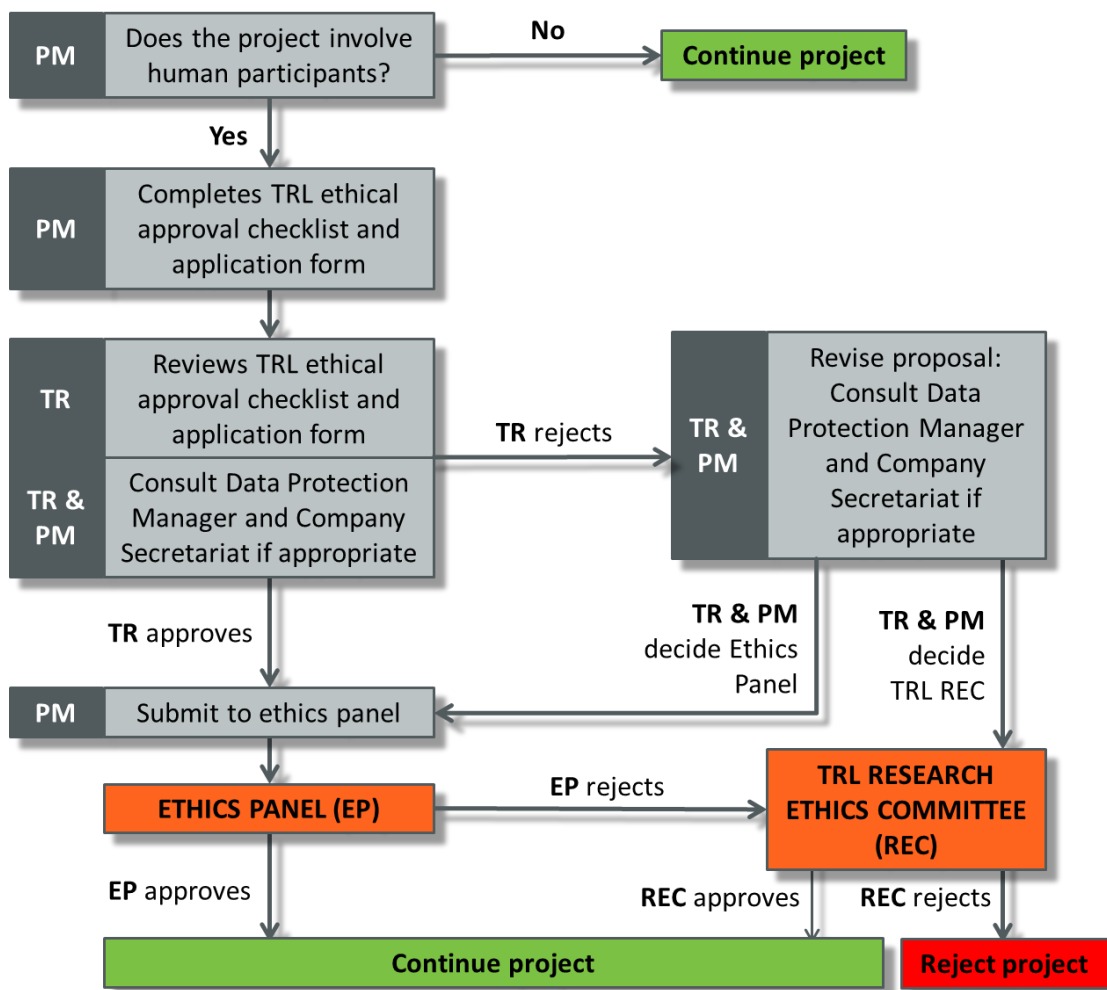 PM
Does the project involve
human participants?
No
Continue project
Yes
PM
Completes TRL ethical
approval checklist and
application form
TR
Reviews TRL ethical
approval checklist and
application form
TR &
PM
Consult Data Protection
Manager and Company
Secretariat if appropriate
TR rejects
TR &
PM
Revise proposal:
Consult Data
Protection Manager
and Company
Secretariat if
appropriate
TR approves
TR & PM
decide Ethics
Panel
TR & PM
decide
TRL REC
PM
Submit to ethics panel
ETHICS PANEL (EP)
EP rejects
TRL RESEARCH
ETHICS COMMITTEE
(REC)
EP approves
REC approves
REC rejects
Continue project
Reject project